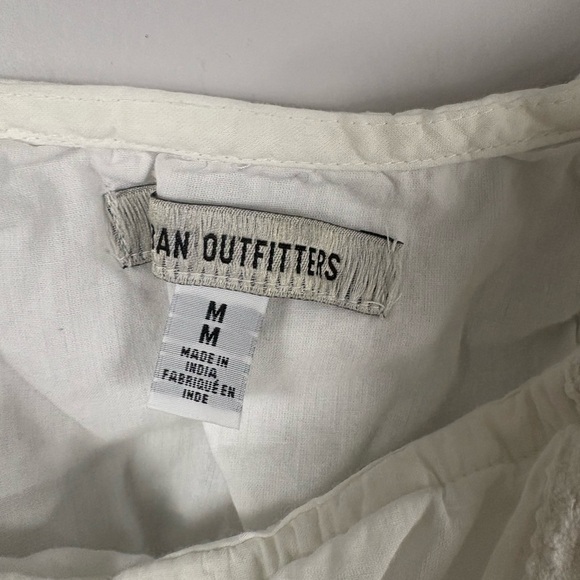 BAN OUTFITTERS
M
M
MADE IN
INDIA
FABRIQUÉ EN
INDE